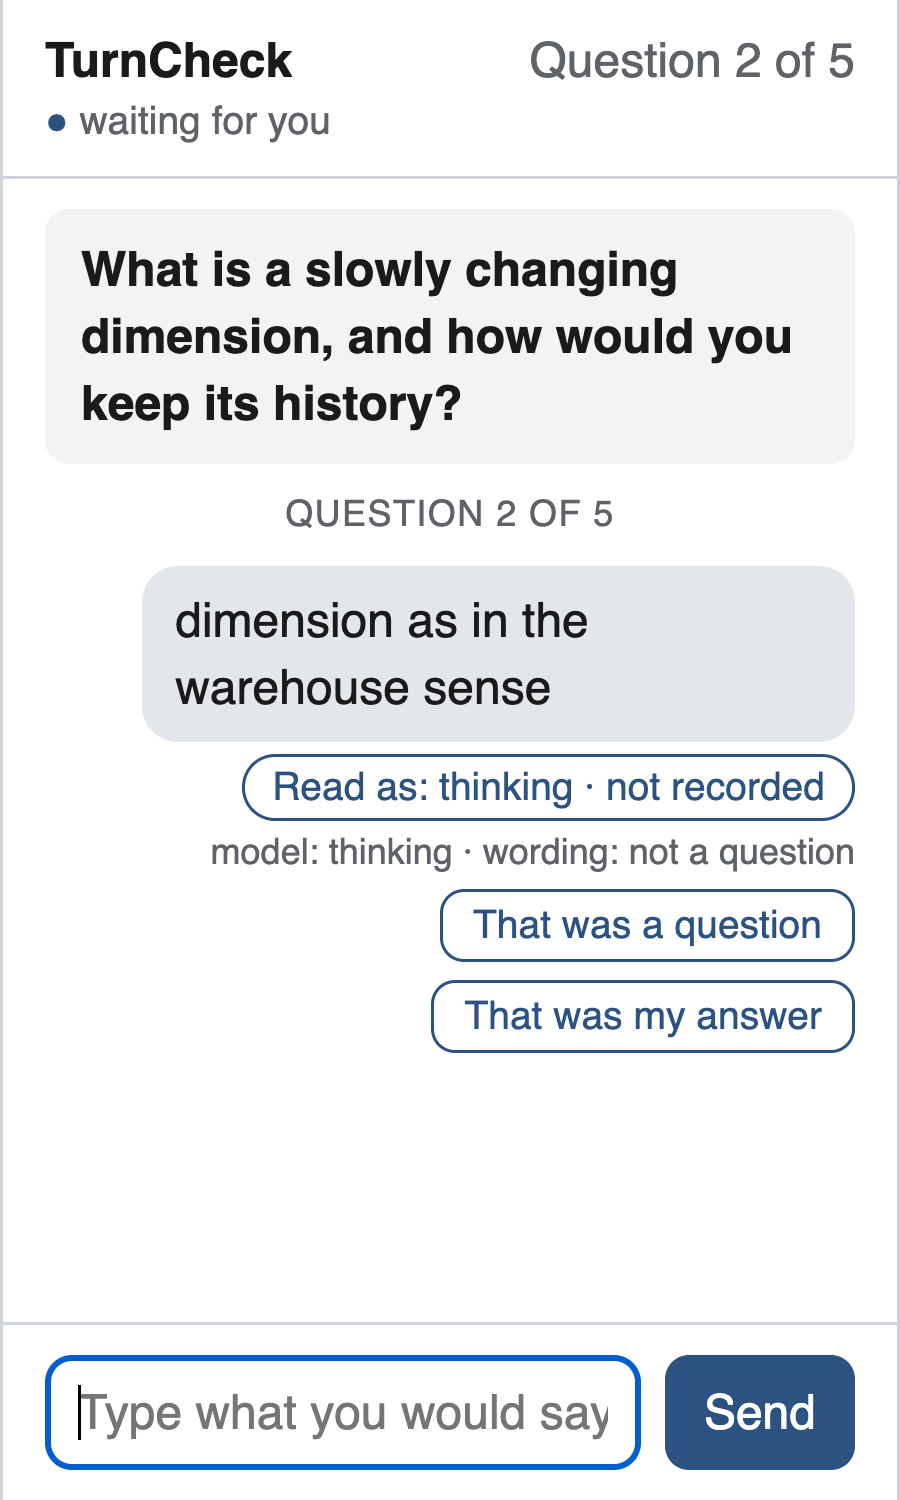 TurnCheck
Question 2 of 5
waiting for you
What is a slowly changing
dimension, and how would you
keep its history?
QUESTION 2 OF 5
dimension as in the
warehouse sense
Read as: thinking · not recorded
model: thinking · wording: not a question
That was a question
That was my answer
Type what you would say
Send